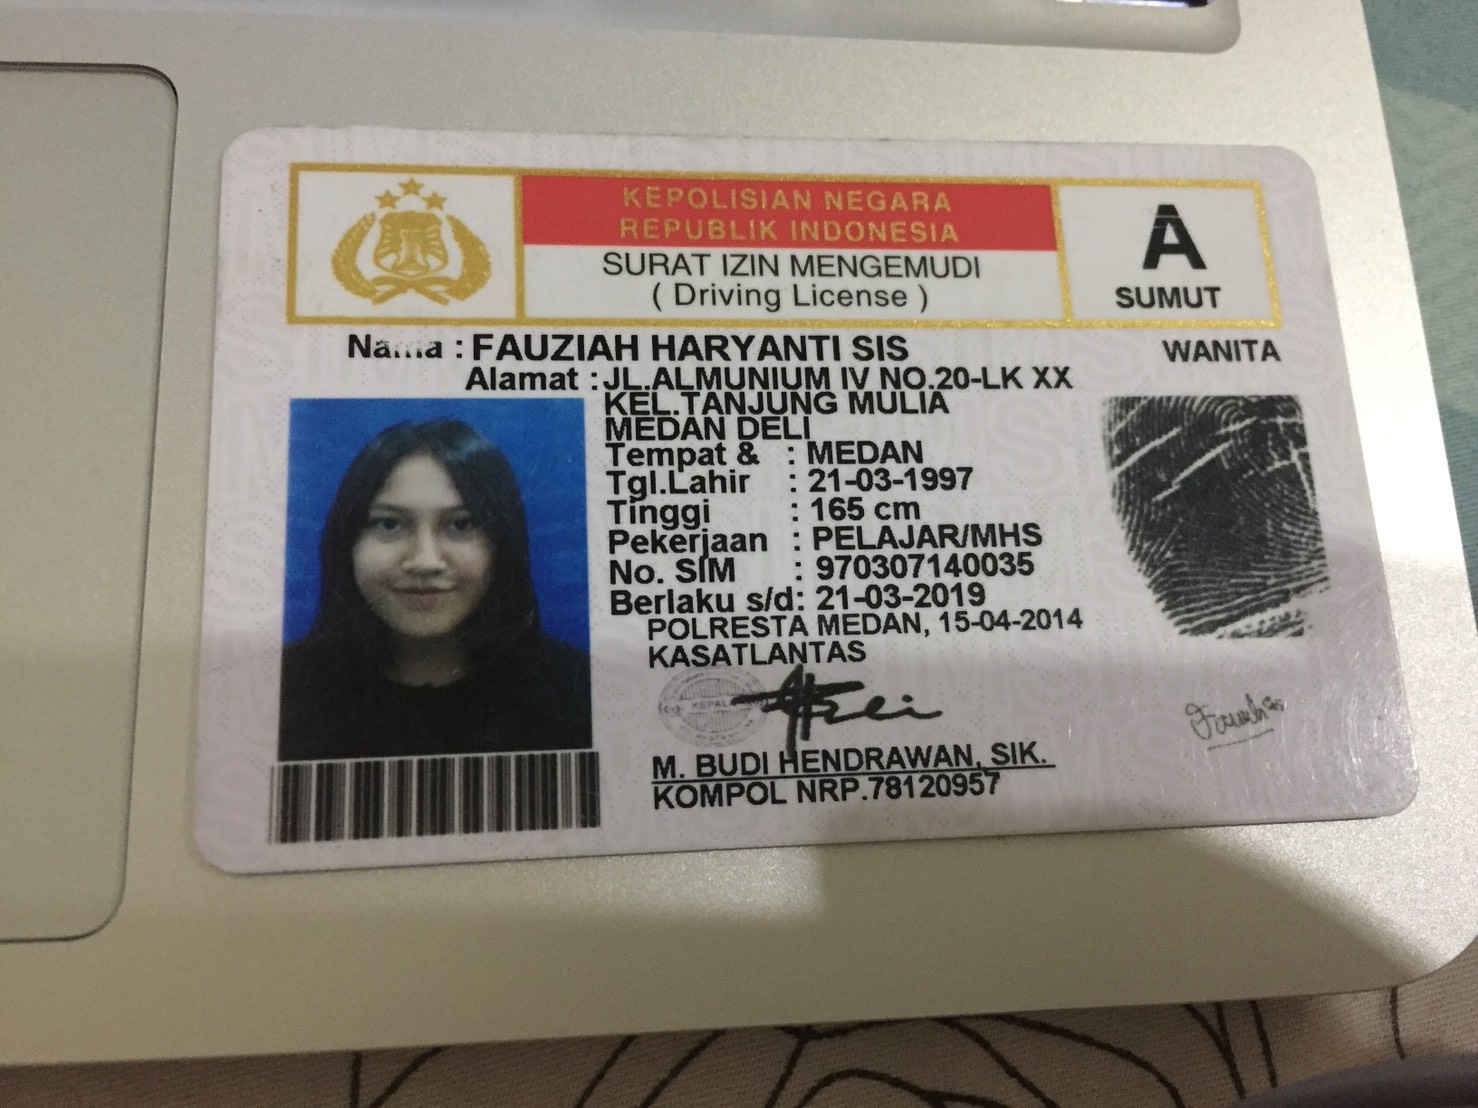 KEPOLISIAN NEGARA
REPUBLIK INDONESIA
SURAT IZIN MENGEMUDI
( Driving License )
A
SUMUT
Nama : FAUZIAH HARYANTI SIS
WANITA
Alamat : JL.ALMUNIUM IV NO.20-LK XX
KEL.TANJUNG MULIA
MEDAN DELI
Tempat & : MEDAN
Tgl.Lahir : 21-03-1997
Tinggi : 165 cm
Pekerjaan : PELAJAR/MHS
No. SIM : 970307140035
Berlaku s/d: 21-03-2019
POLRESTA MEDAN, 15-04-2014
KASATLANTAS
KEPALA
M. BUDI HENDRAWAN, SIK.
KOMPOL NRP.78120957